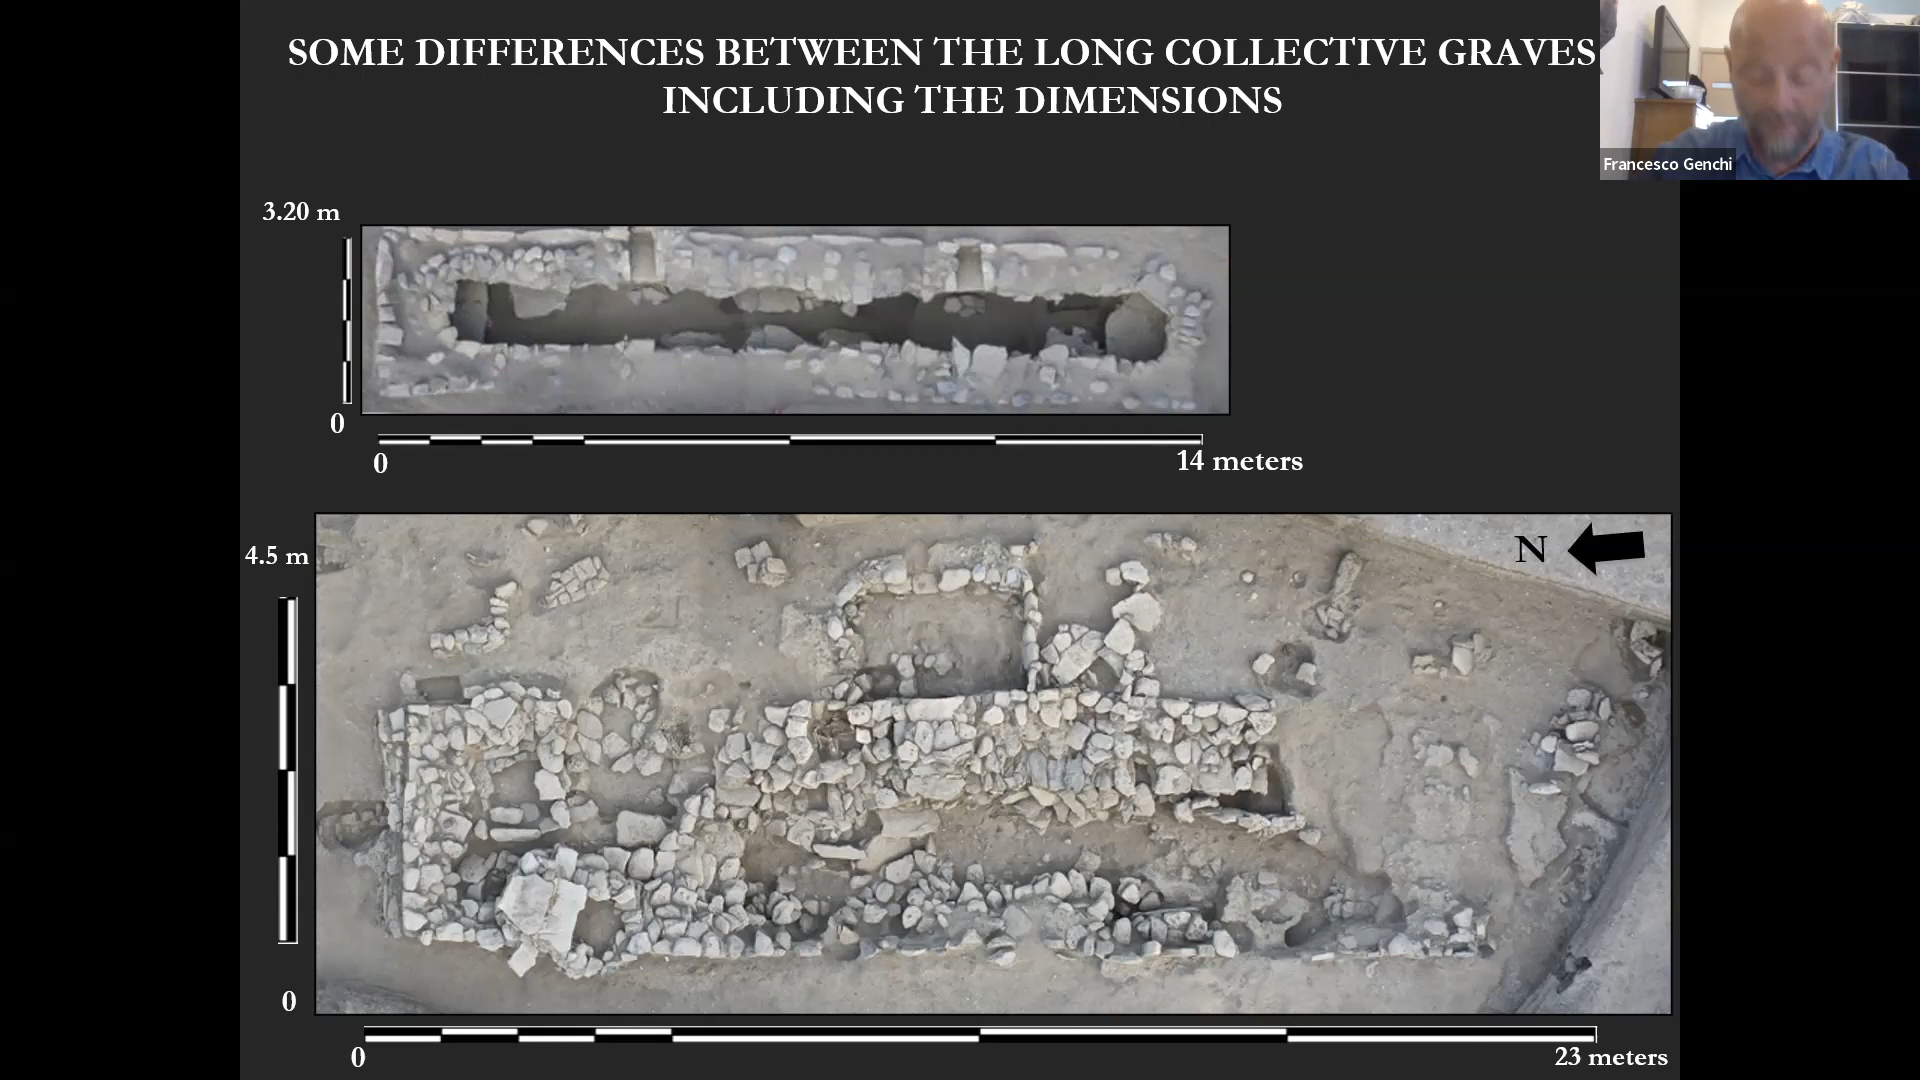 SOME DIFFERENCES BETWEEN THE LONG COLLECTIVE GRAVES
INCLUDING THE DIMENSIONS
Francesco Genchi
3.20 m
0
0
14 meters
4.5 m
N
0
0
23 meters